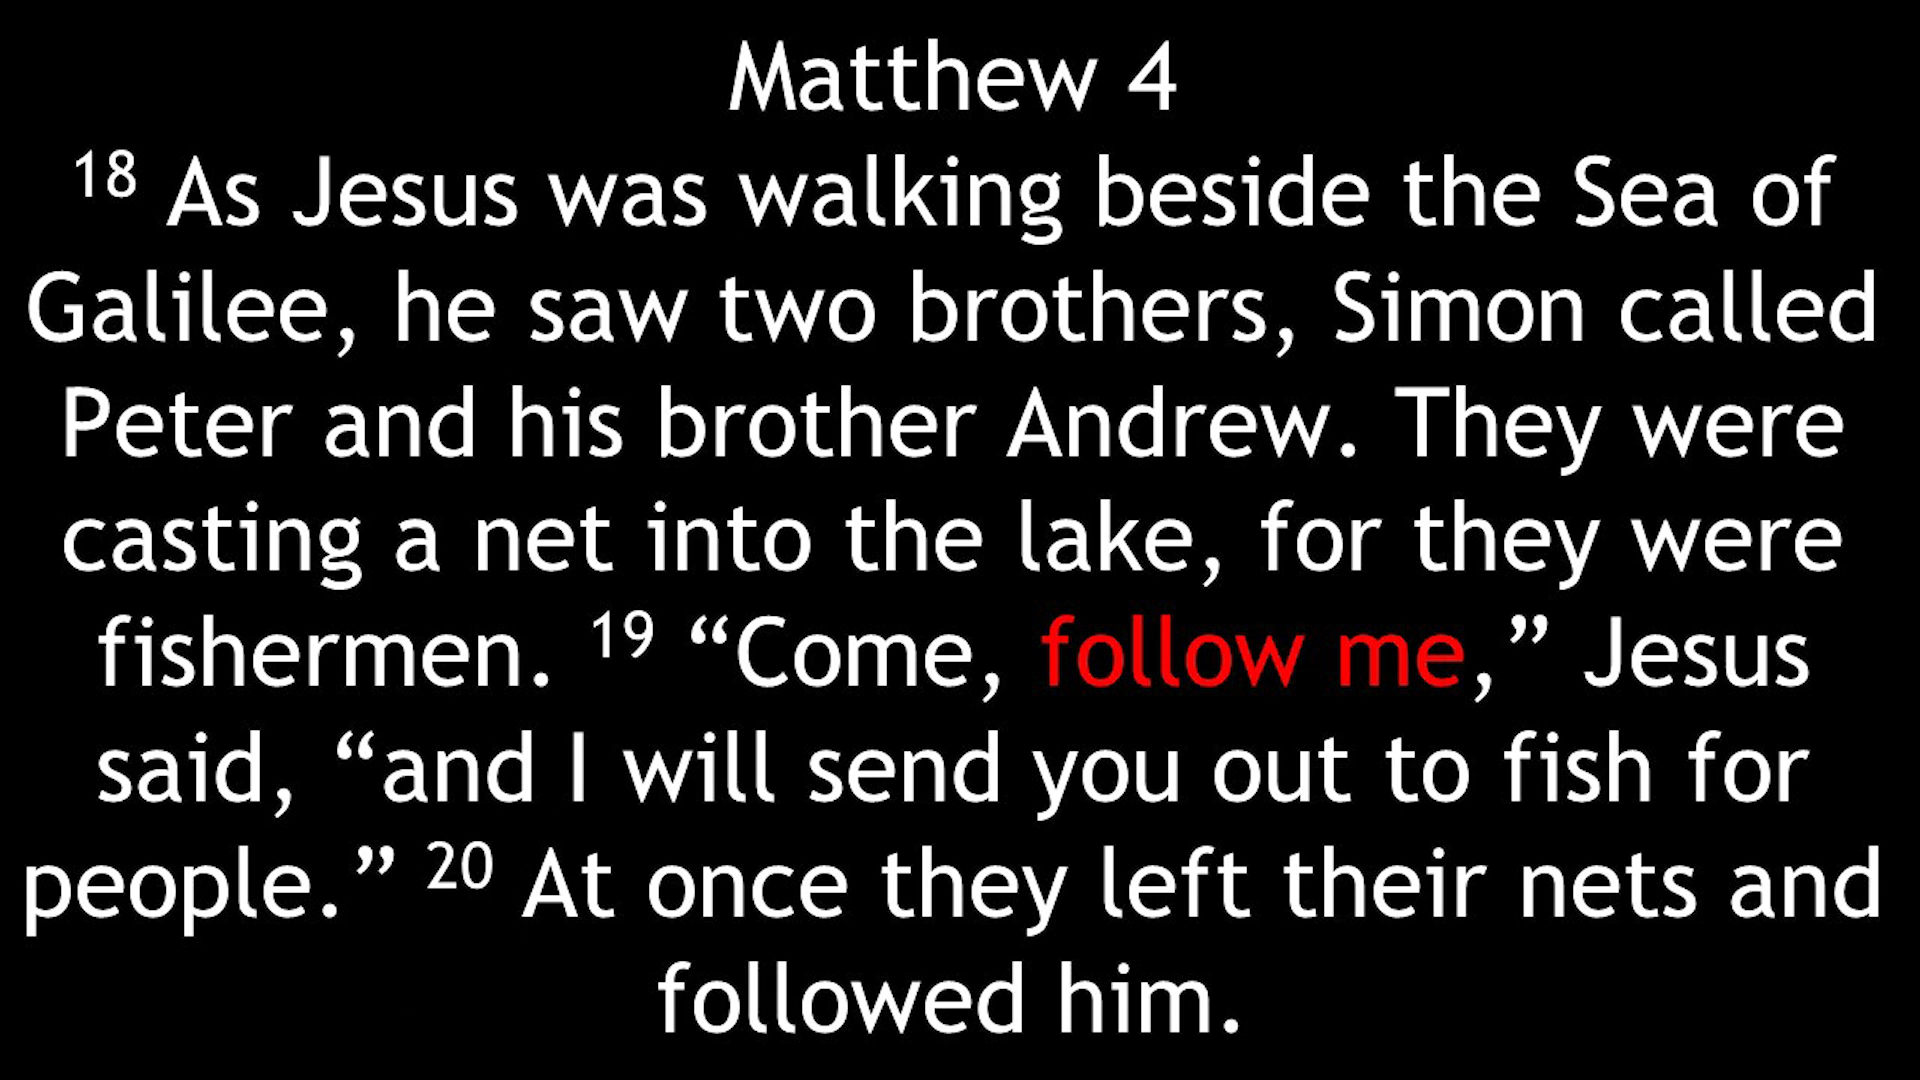 Matthew 4
18 As Jesus was walking beside the Sea of
Galilee, he saw two brothers, Simon called
Peter and his brother Andrew. They were
casting a net into the lake, for they were
fishermen. 19 “Come, follow me,” Jesus
said, “and I will send you out to fish for
people.” 20 At once they left their nets and
followed him.